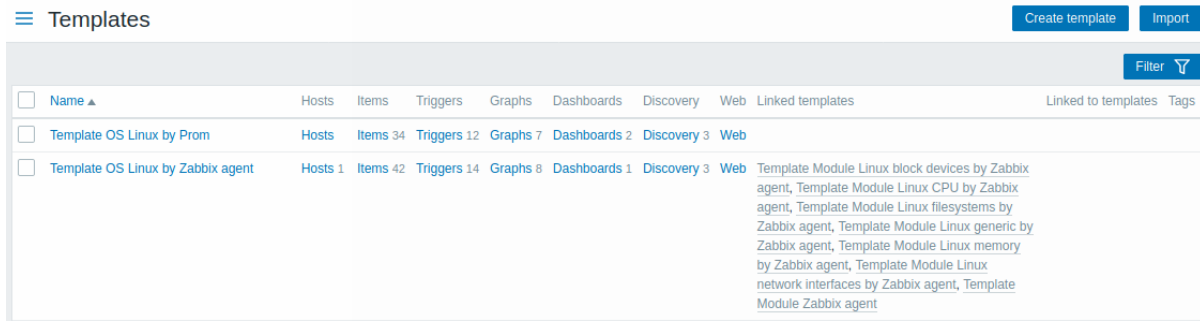 Templates
Create template
Import
Filter
Name Hosts Items Triggers Graphs Dashboards Discovery Web Linked templates Linked to templates Tags
Template OS Linux by Prom Hosts Items 34 Triggers 12 Graphs 7 Dashboards 2 Discovery 3 Web
Template OS Linux by Zabbix agent Hosts 1 Items 42 Triggers 14 Graphs 8 Dashboards 1 Discovery 3 Web Template Module Linux block devices by Zabbix
agent, Template Module Linux CPU by Zabbix
agent, Template Module Linux filesystems by
Zabbix agent, Template Module Linux generic by
Zabbix agent, Template Module Linux memory
by Zabbix agent, Template Module Linux
network interfaces by Zabbix agent, Template
Module Zabbix agent